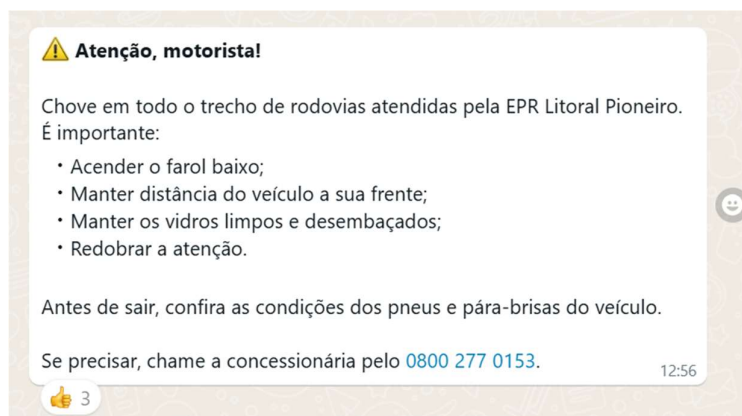 ⚠️ Atenção, motorista!
Chove em todo o trecho de rodovias atendidas pela EPR Litoral Pioneiro.
É importante:
• Acender o farol baixo;
• Manter distância do veículo a sua frente;
• Manter os vidros limpos e desembaçados;
• Redobrar a atenção.
Antes de sair, confira as condições dos pneus e pára-brisas do veículo.
Se precisar, chame a concessionária pelo 0800 277 0153.
12:56
👍 3